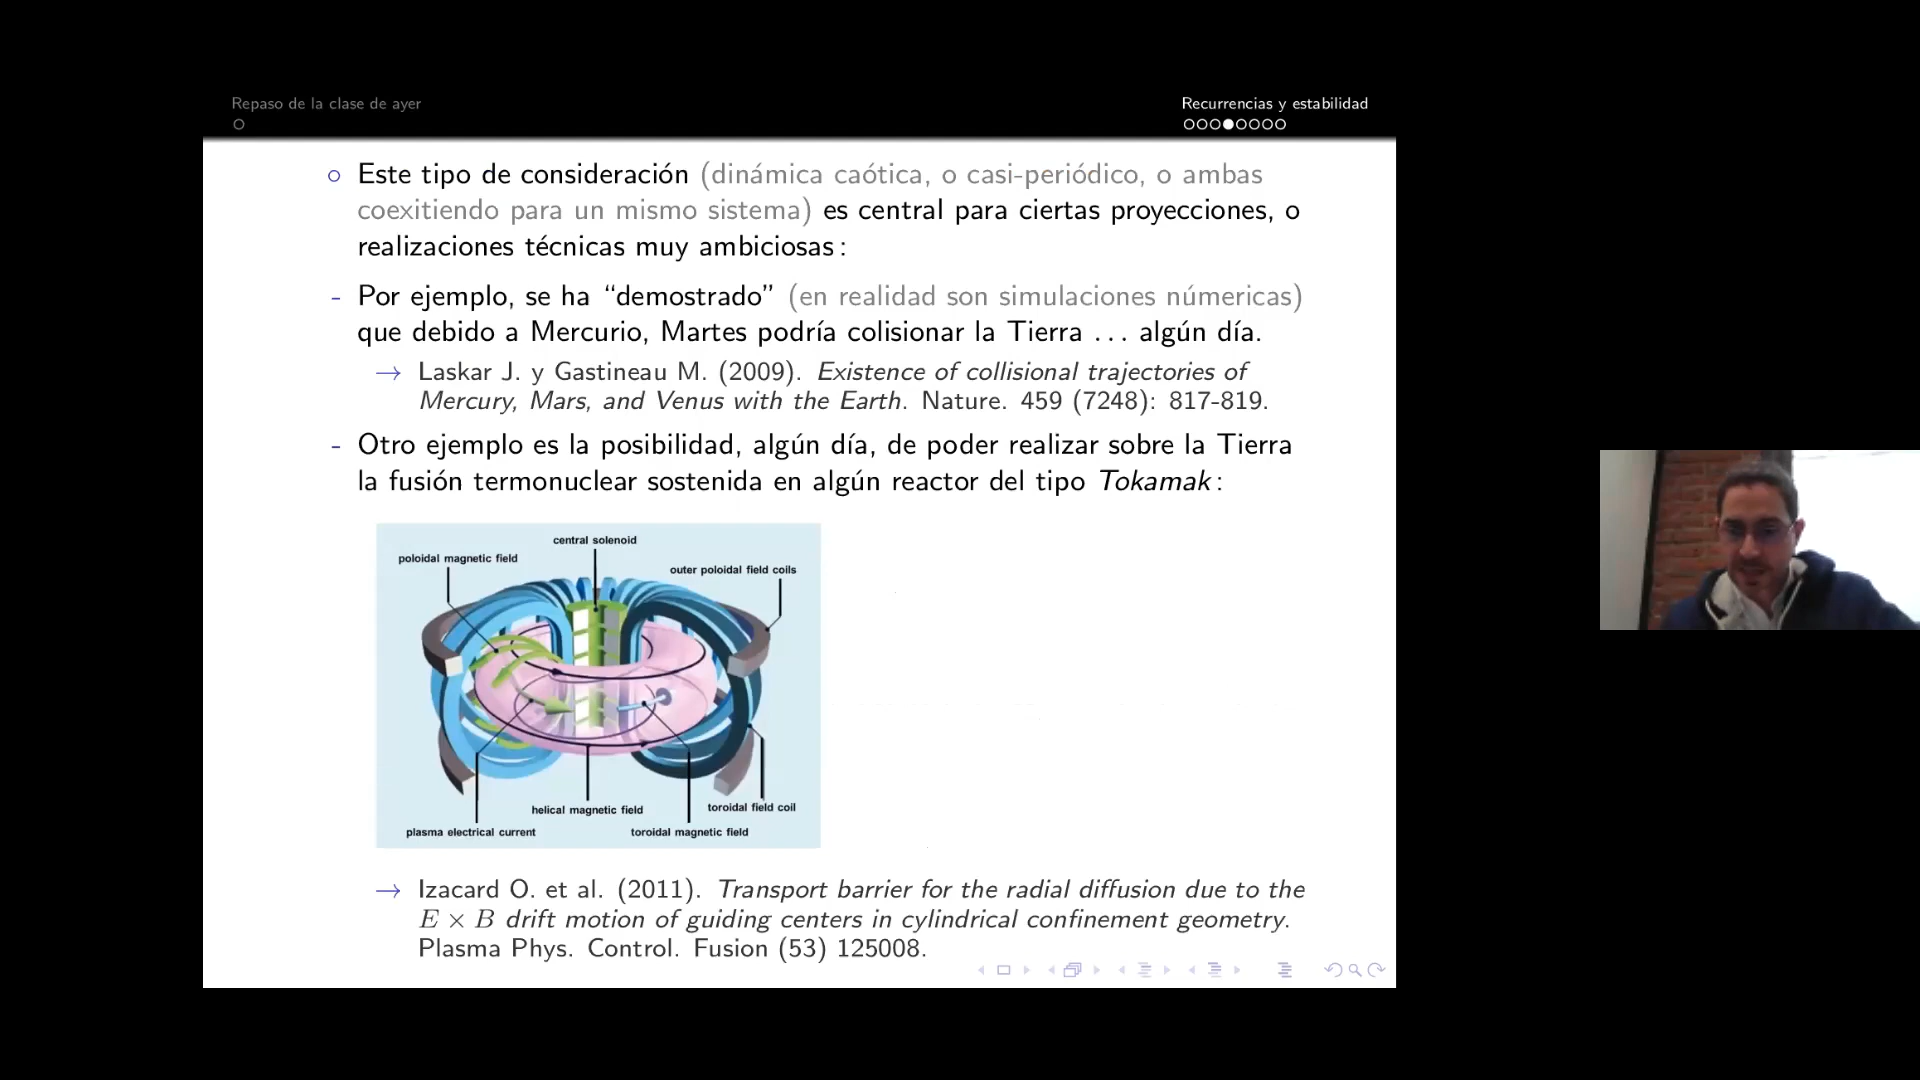 Repaso de la clase de ayer
Recurrencias y estabilidad
Este tipo de consideración (dinámica caótica, o casi-periódico, o ambas
coexitiendo para un mismo sistema) es central para ciertas proyecciones, o
realizaciones técnicas muy ambiciosas :
- Por ejemplo, se ha “demostrado” (en realidad son simulaciones númericas)
que debido a Mercurio, Martes podría colisionar la Tierra . . . algún día.
→ Laskar J. y Gastineau M. (2009). Existence of collisional trajectories of
Mercury, Mars, and Venus with the Earth. Nature. 459 (7248): 817-819.
- Otro ejemplo es la posibilidad, algún día, de poder realizar sobre la Tierra
la fusión termonuclear sostenida en algún reactor del tipo Tokamak :
central solenoid
poloidal magnetic field
outer poloidal field coils
helical magnetic field
toroidal field coil
plasma electrical current
toroidal magnetic field
→ Izacard O. et al. (2011). Transport barrier for the radial diffusion due to the
E × B drift motion of guiding centers in cylindrical confinement geometry.
Plasma Phys. Control. Fusion (53) 125008.